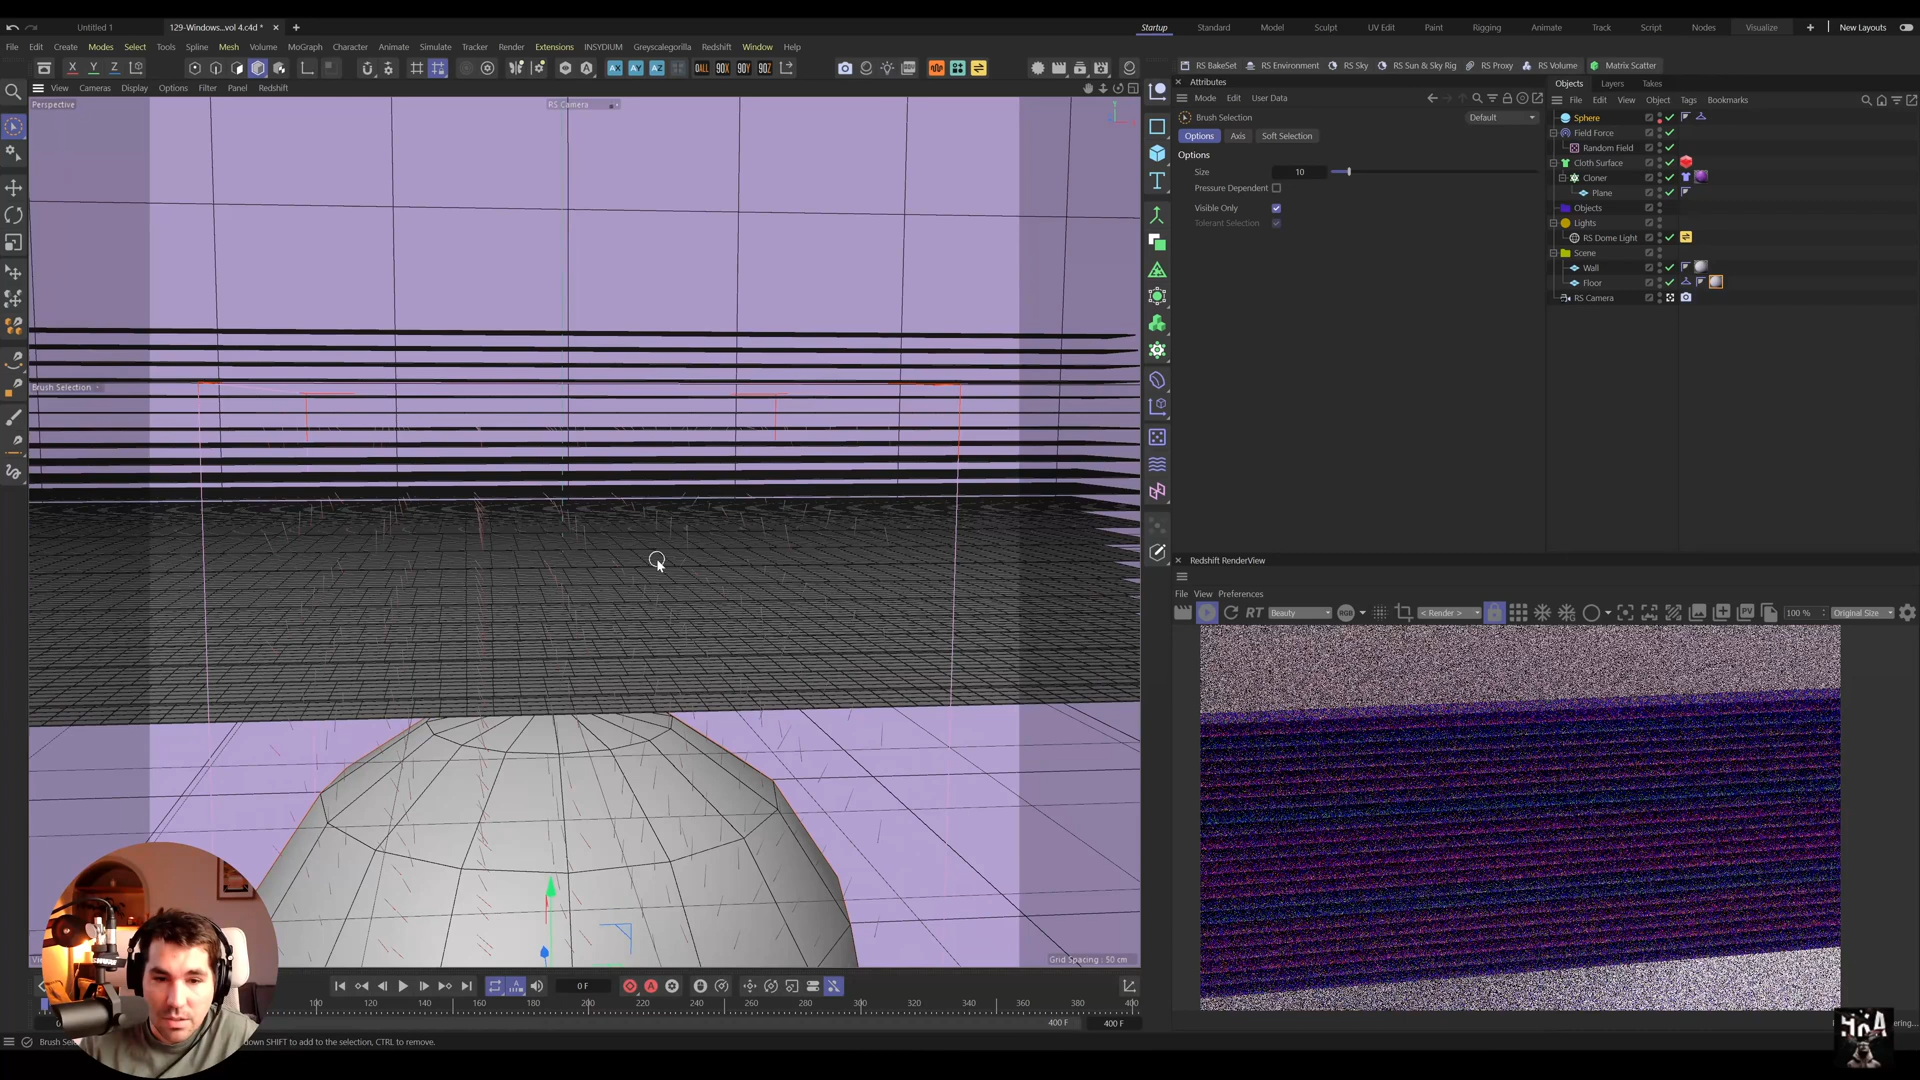 Untitled 1
129-Windows...vol 4.c4d *
Startup
Standard
Model
Sculpt
UV Edit
Paint
Rigging
Animate
Track
Script
Nodes
Visualize
New Layouts
File Edit Create Modes Select Tools Spline Mesh Volume MoGraph Character Animate Simulate Tracker Render Extensions INSYDIUM Greyscalegorilla Redshift Window Help
X Y Z
AX AY AZ
0ALL 90X 90Y 90Z
RS BakeSet RS Environment RS Sky RS Sun & Sky Rig RS Proxy RS Volume Matrix Scatter
View Cameras Display Options Filter Panel Redshift
Perspective
RS Camera
Brush Selection
Grid Spacing : 50 cm
Attributes
Mode Edit User Data
Brush Selection
Default
Options Axis Soft Selection
Options
Size 10
Pressure Dependent
Visible Only
Tolerant Selection
Objects Layers Takes
File Edit View Object Tags Bookmarks
Sphere
Field Force
Random Field
Cloth Surface
Cloner
Plane
Objects
Lights
RS Dome Light
Scene
Wall
Floor
RS Camera
Redshift RenderView
File View Preferences
RT Beauty
< Render >
100 %
Original Size
0 F
100 120 140 160 180 200 220 240 260 280 300 320 340 360 380 400
400 F
400 F
down SHIFT to add to the selection, CTRL to remove.